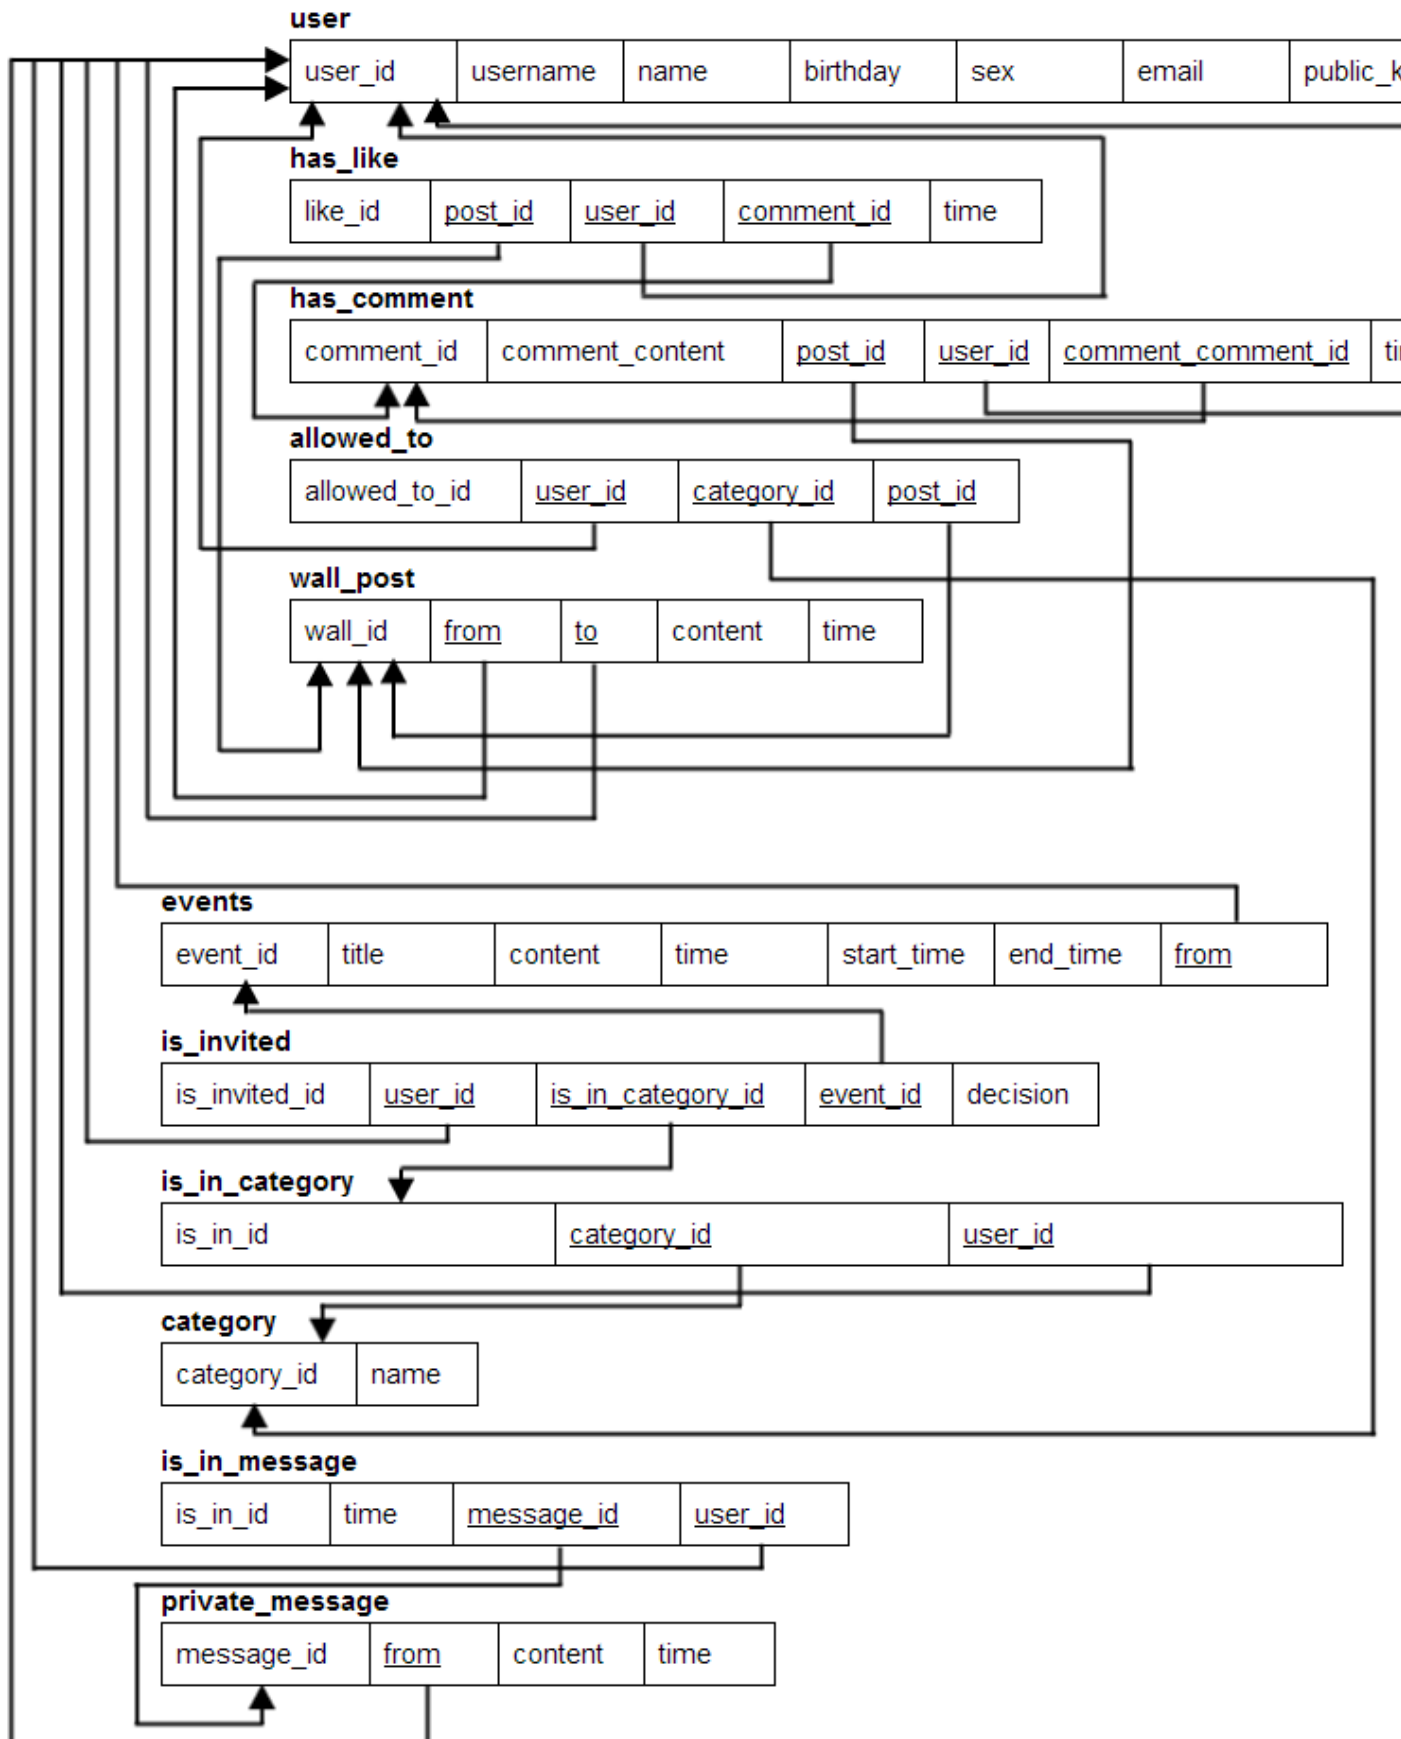 user
user_id username name birthday sex email public_k
has_like
like_id post_id user_id comment_id time
has_comment
comment_id comment_content post_id user_id comment_comment_id ti
allowed_to
allowed_to_id user_id category_id post_id
wall_post
wall_id from to content time
events
event_id title content time start_time end_time from
is_invited
is_invited_id user_id is_in_category_id event_id decision
is_in_category
is_in_id category_id user_id
category
category_id name
is_in_message
is_in_id time message_id user_id
private_message
message_id from content time